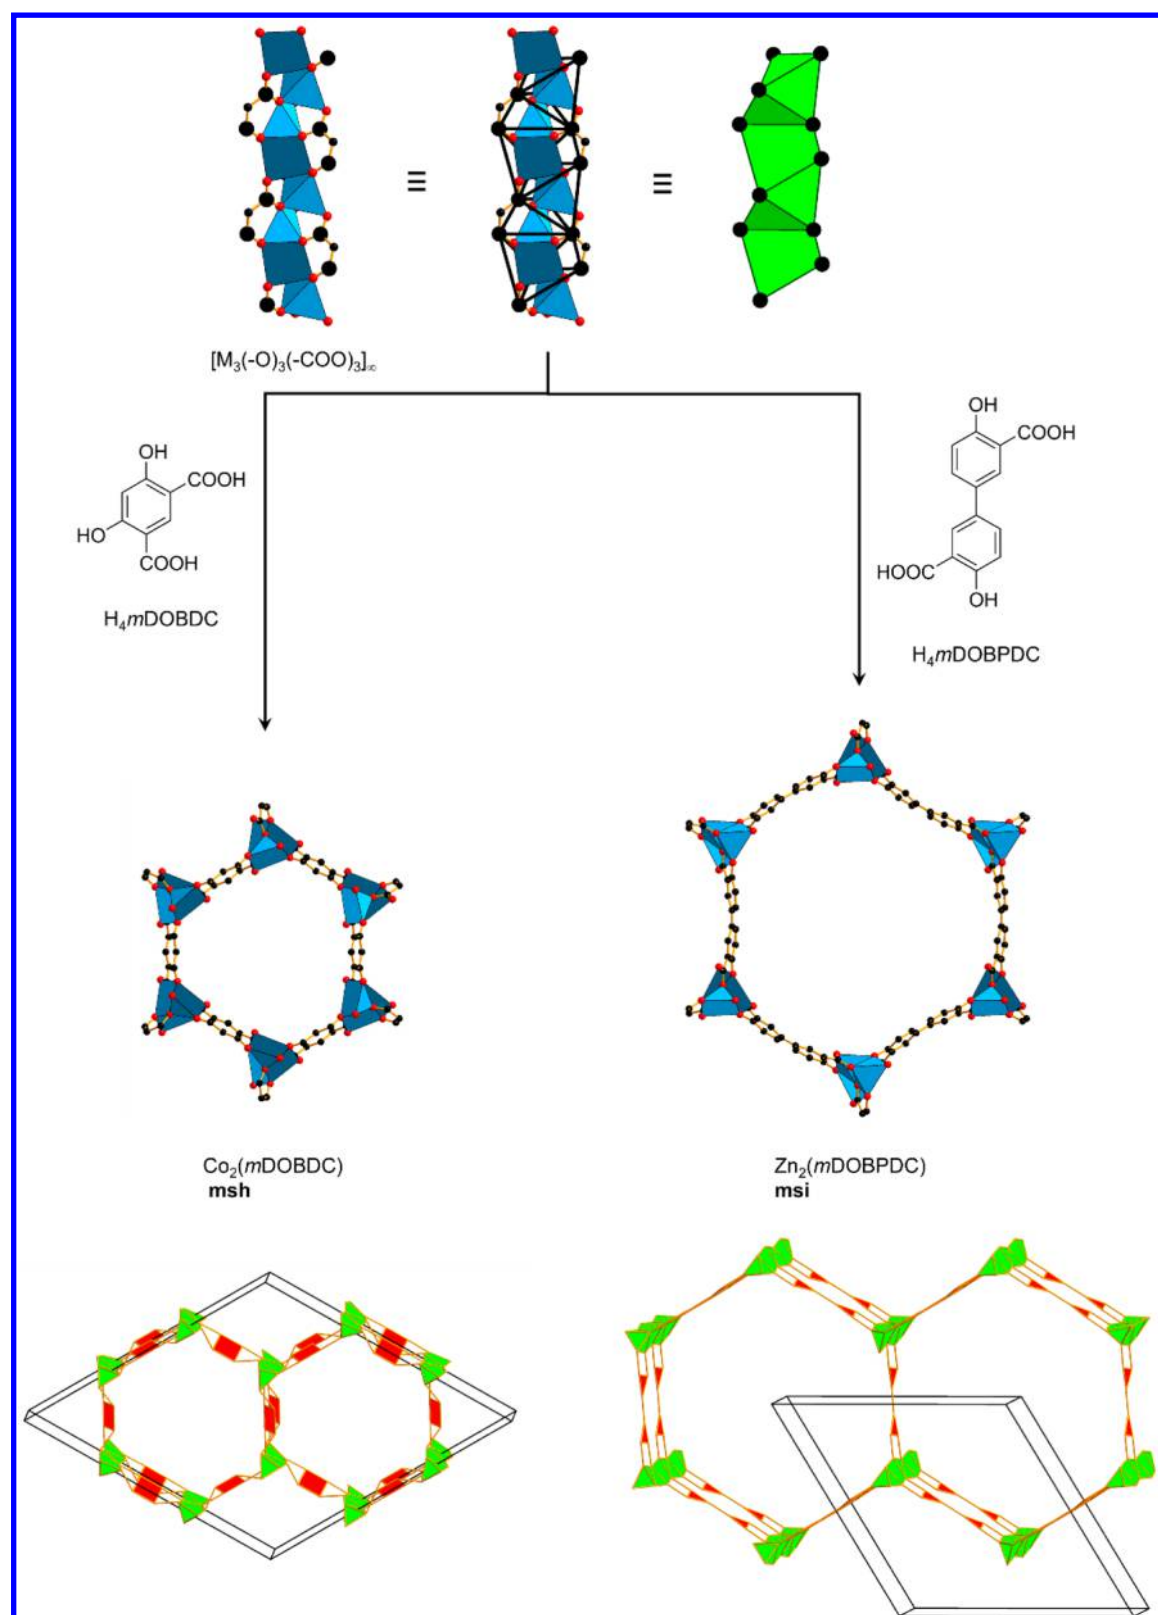 ≡ ≡
[M₃(-O)₃(-COO)₃]∞
OH
COOH
HO
COOH
H₄mDOBDC
OH
COOH
HOOC
OH
H₄mDOBPDC
Co₂(mDOBDC)
msh
Zn₂(mDOBPDC)
msi